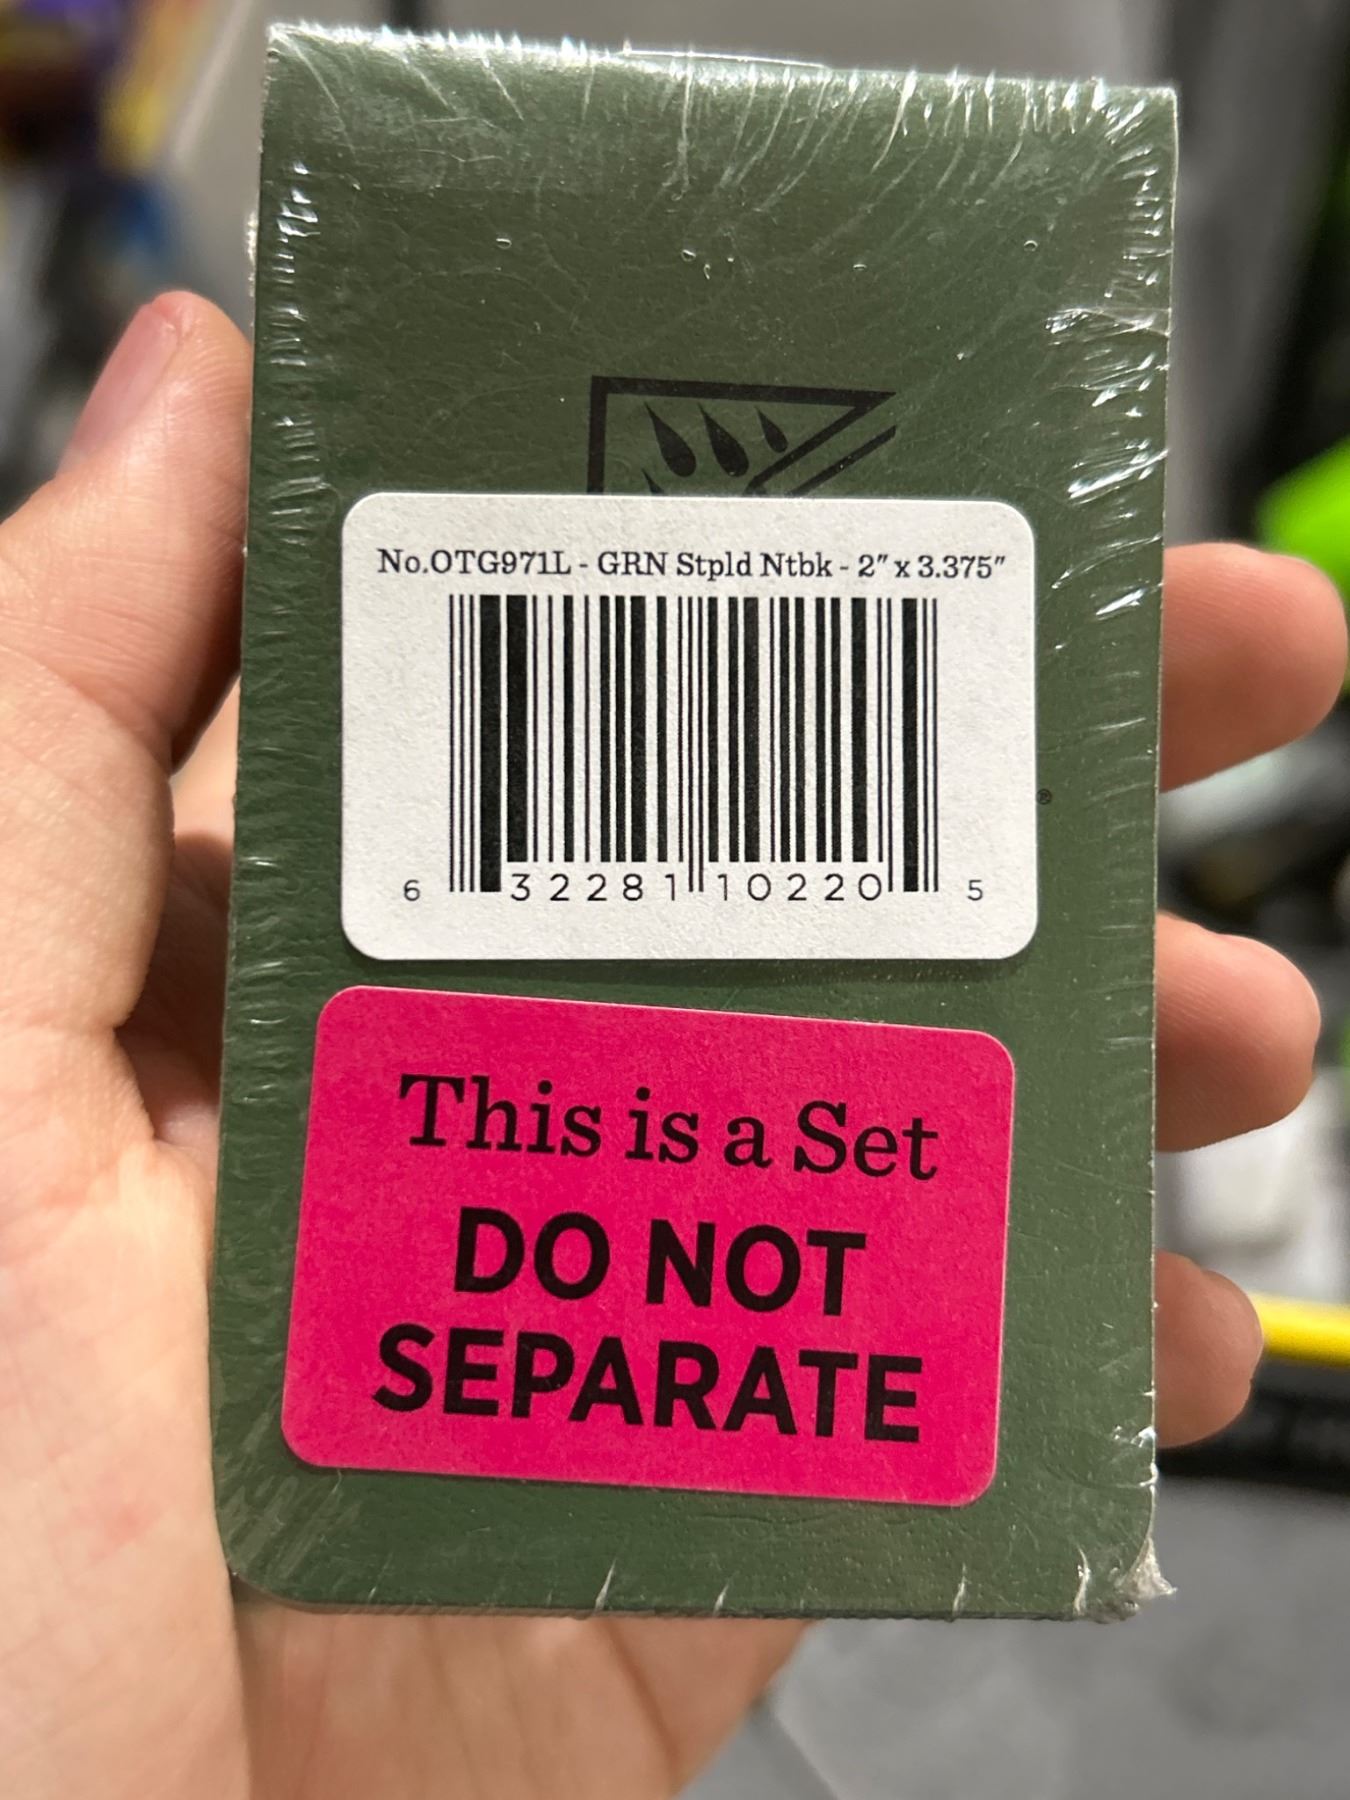 No.OTG971L - GRN Stpld Ntbk - 2" x 3.375"
6 32281 10220 5
®
This is a Set
DO NOT
SEPARATE